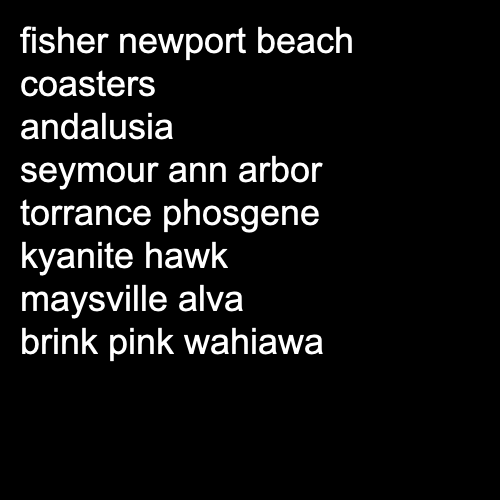 fisher newport beach
coasters
andalusia
seymour ann arbor
torrance phosgene
kyanite hawk
maysville alva
brink pink wahiawa